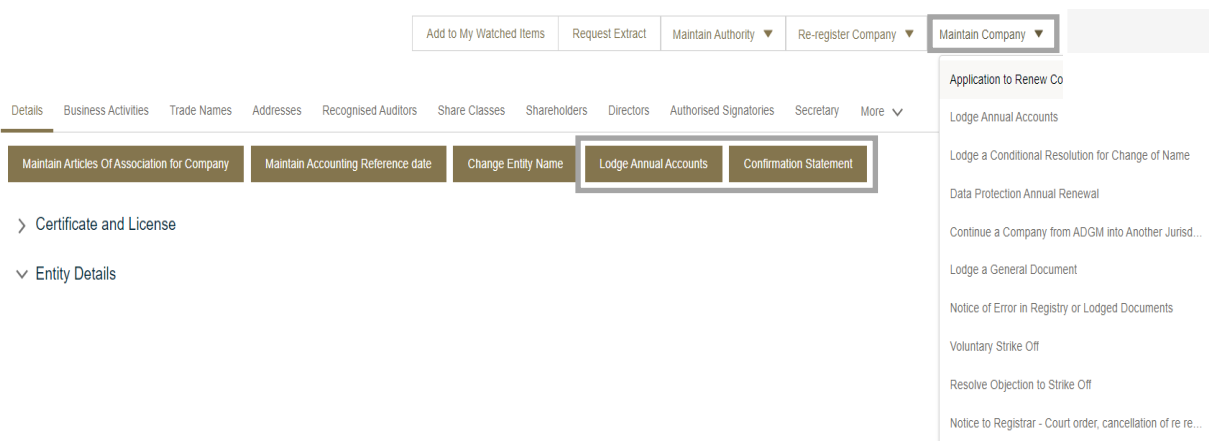 Add to My Watched Items Request Extract Maintain Authority Re-register Company Maintain Company
Application to Renew Co
Details Business Activities Trade Names Addresses Recognised Auditors Share Classes Shareholders Directors Authorised Signatories Secretary More
Lodge Annual Accounts
Lodge a Conditional Resolution for Change of Name
Maintain Articles Of Association for Company Maintain Accounting Reference date Change Entity Name Lodge Annual Accounts Confirmation Statement
Data Protection Annual Renewal
Certificate and License
Continue a Company from ADGM into Another Jurisd...
Entity Details
Lodge a General Document
Notice of Error in Registry or Lodged Documents
Voluntary Strike Off
Resolve Objection to Strike Off
Notice to Registrar - Court order, cancellation of re re...